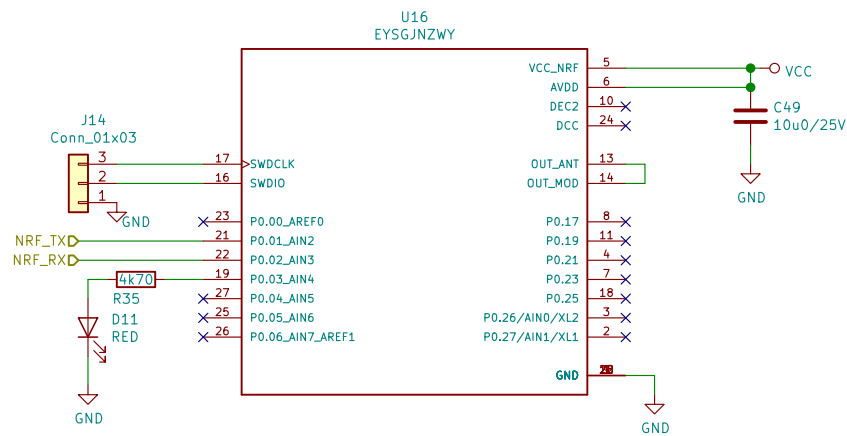 U16
EYSGJNZWY
VCC_NRF 5
AVDD 6
DEC2 10
DCC 24
VCC
C49
10u0/25V
GND
J14
Conn_01x03
3
2
1
GND
17 SWDCLK
16 SWDIO
OUT_ANT 13
OUT_MOD 14
23 P0.00_AREF0
NRF_TX 21 P0.01_AIN2
NRF_RX 22 P0.02_AIN3
4k70 19 P0.03_AIN4
R35
27 P0.04_AIN5
25 P0.05_AIN6
26 P0.06_AIN7_AREF1
D11
RED
GND
P0.17 8
P0.19 11
P0.21 4
P0.23 7
P0.25 18
P0.26/AIN0/XL2 3
P0.27/AIN1/XL1 2
GND
GND